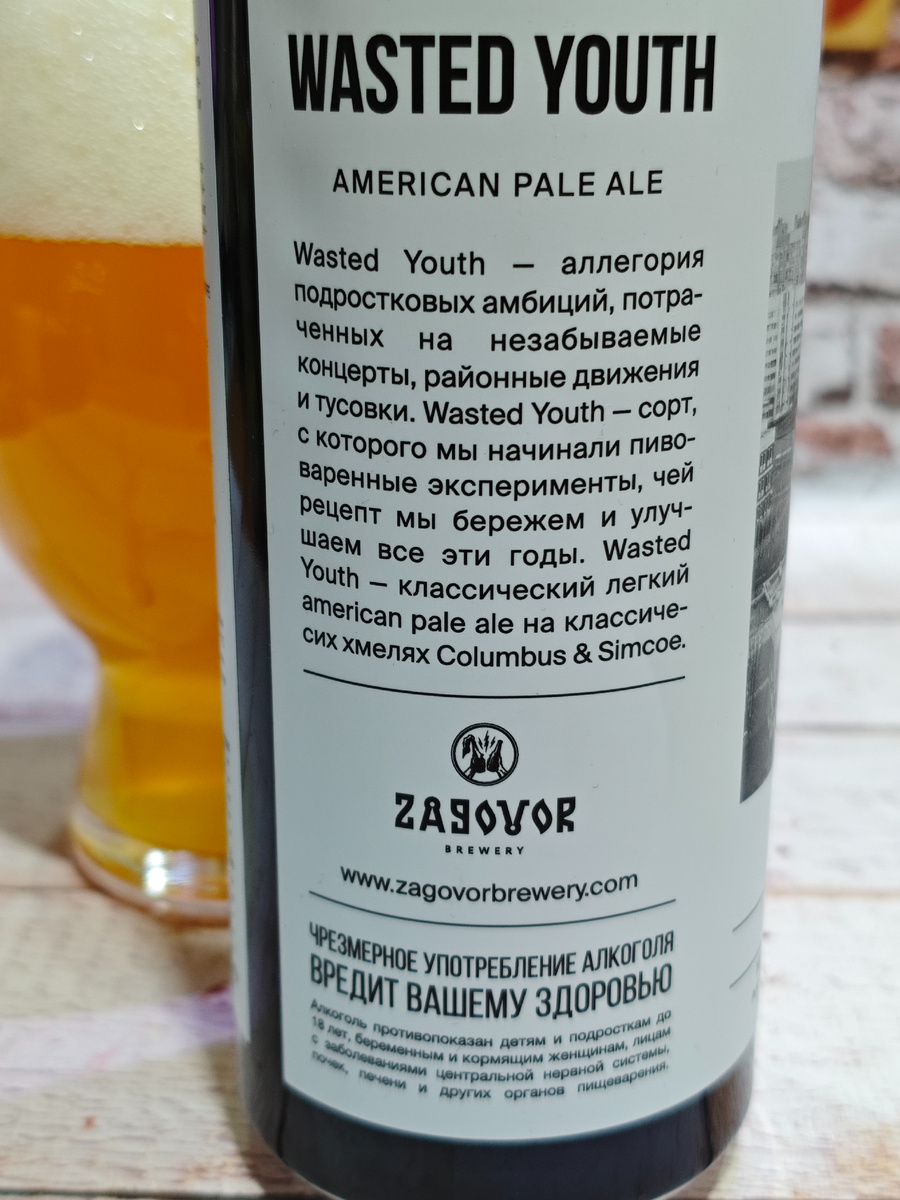 WASTED YOUTH
AMERICAN PALE ALE
Wasted Youth — аллегория
подростковых амбиций, потра-
ченных на незабываемые
концерты, районные движения
и тусовки. Wasted Youth — сорт,
с которого мы начинали пиво-
варенные эксперименты, чей
рецепт мы бережем и улуч-
шаем все эти годы. Wasted
Youth — классический легкий
american pale ale на классиче-
сих хмелях Columbus & Simcoe.
ZAGOVOR
BREWERY
www.zagovorbrewery.com
ЧРЕЗМЕРНОЕ УПОТРЕБЛЕНИЕ АЛКОГОЛЯ
ВРЕДИТ ВАШЕМУ ЗДОРОВЬЮ
Алкоголь противопоказан детям и подросткам до
18 лет, беременным и кормящим женщинам, лицам
с заболеваниями центральной нервной системы,
почек, печени и других органов пищеварения.